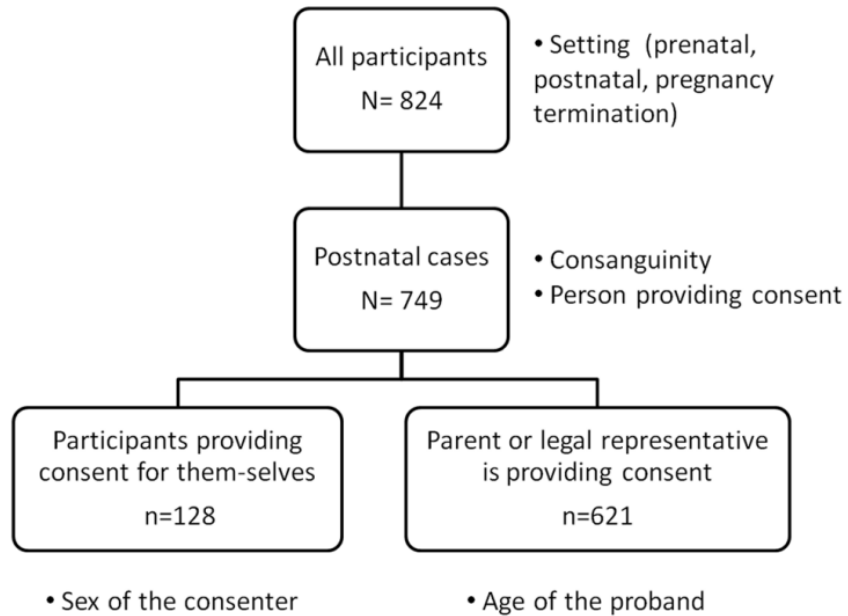 All participants
N= 824
• Setting (prenatal,
postnatal, pregnancy
termination)
Postnatal cases
N= 749
• Consanguinity
• Person providing consent
Participants providing
consent for them-selves
n=128
Parent or legal representative
is providing consent
n=621
• Sex of the consenter
• Age of the proband